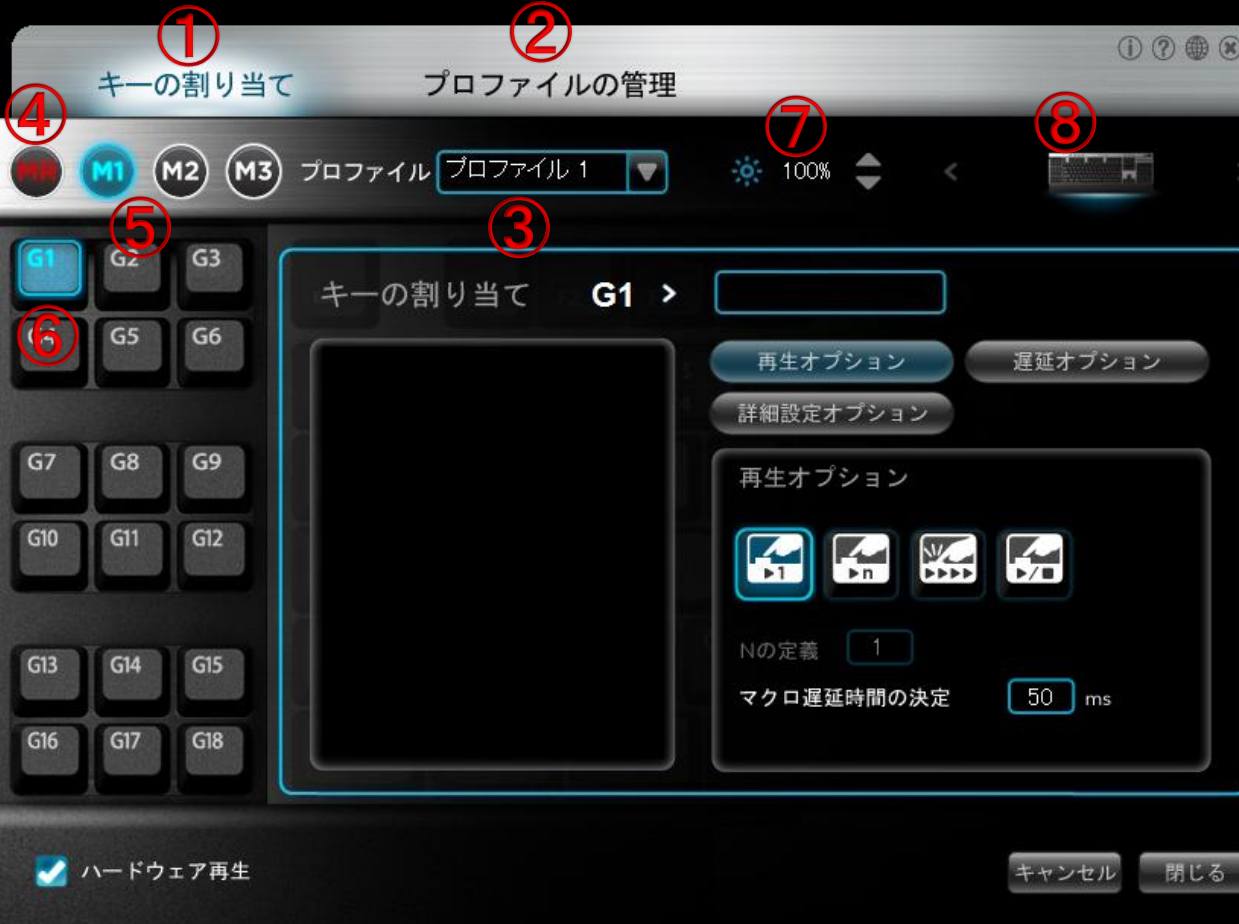 ① ②
キーの割り当て プロファイルの管理
④ ⑦ ⑧
MR M1 M2 M3 プロファイル プロファイル 1 100%
⑤ ③
G1 G2 G3
キーの割り当て G1 >
⑥
G5 G6
再生オプション 遅延オプション
詳細設定オプション
G7 G8 G9
再生オプション
G10 G11 G12
▶1 ▶n ▶▶▶▶ ▶/■
Nの定義 1
G13 G14 G15
マクロ遅延時間の決定 50 ms
G16 G17 G18
ハードウェア再生
キャンセル 閉じる